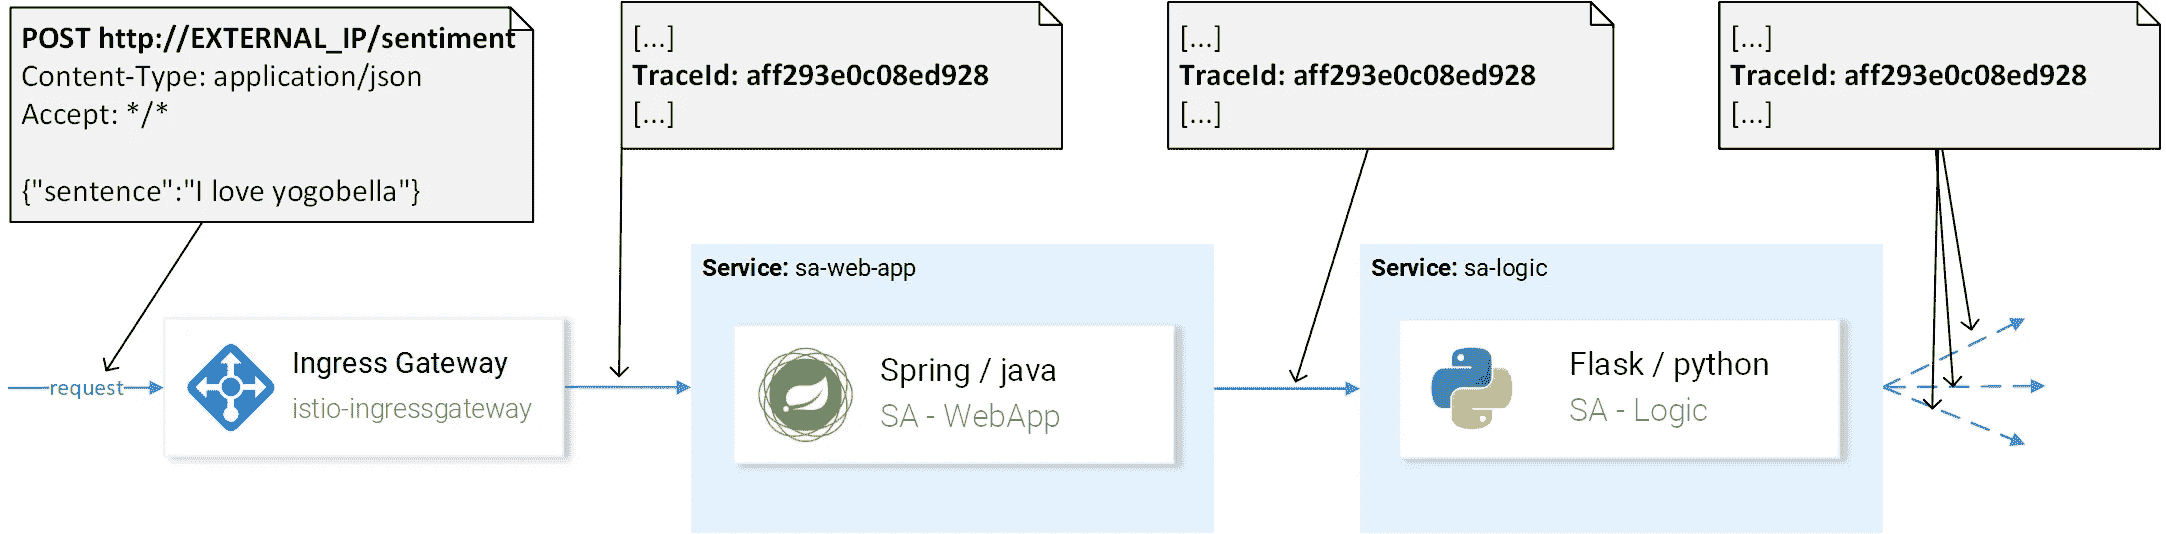 POST http://EXTERNAL_IP/sentiment
Content-Type: application/json
Accept: */*
{"sentence":"I love yogobella"}
[...]
TraceId: aff293e0c08ed928
[...]
[...]
TraceId: aff293e0c08ed928
[...]
[...]
TraceId: aff293e0c08ed928
[...]
request
Ingress Gateway
istio-ingressgateway
Service: sa-web-app
Spring / java
SA - WebApp
Service: sa-logic
Flask / python
SA - Logic